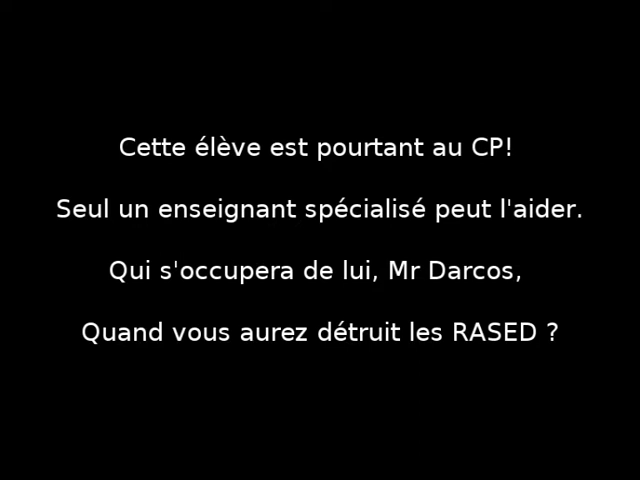 Cette élève est pourtant au CP!
Seul un enseignant spécialisé peut l'aider.
Qui s'occupera de lui, Mr Darcos,
Quand vous aurez détruit les RASED ?